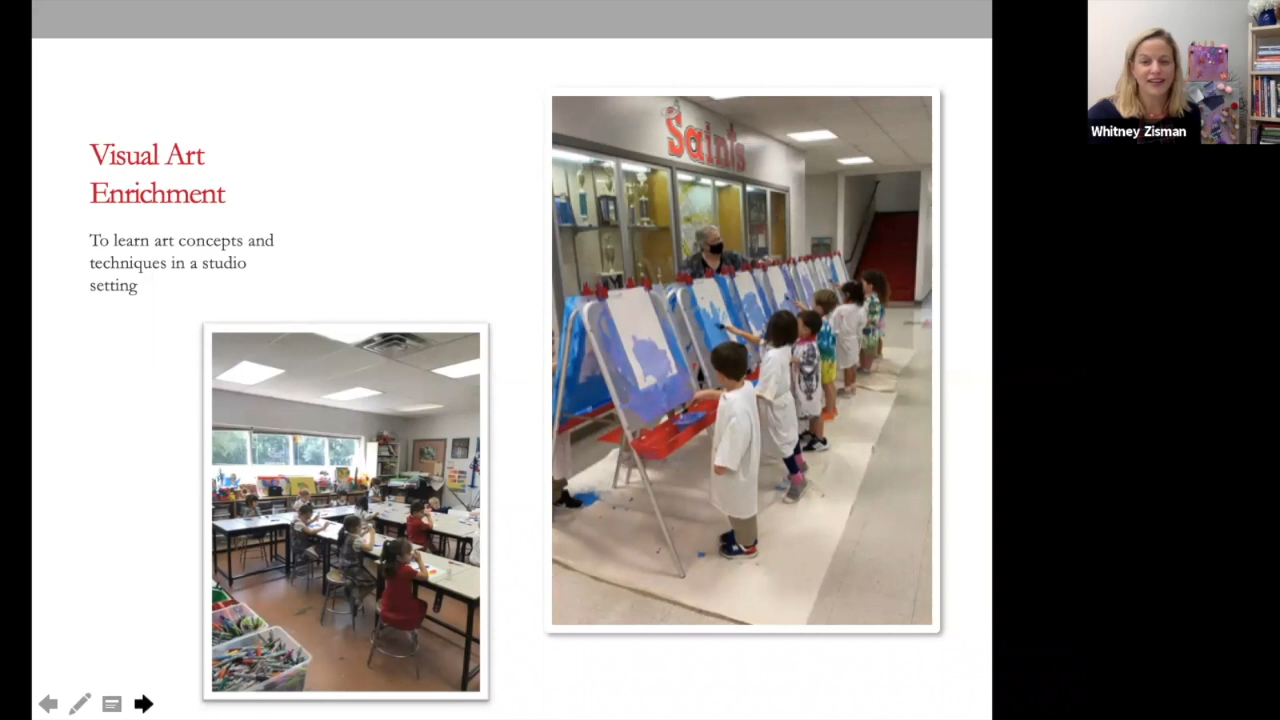 Visual Art
Enrichment
To learn art concepts and
techniques in a studio
setting
Saints
Whitney Zisman